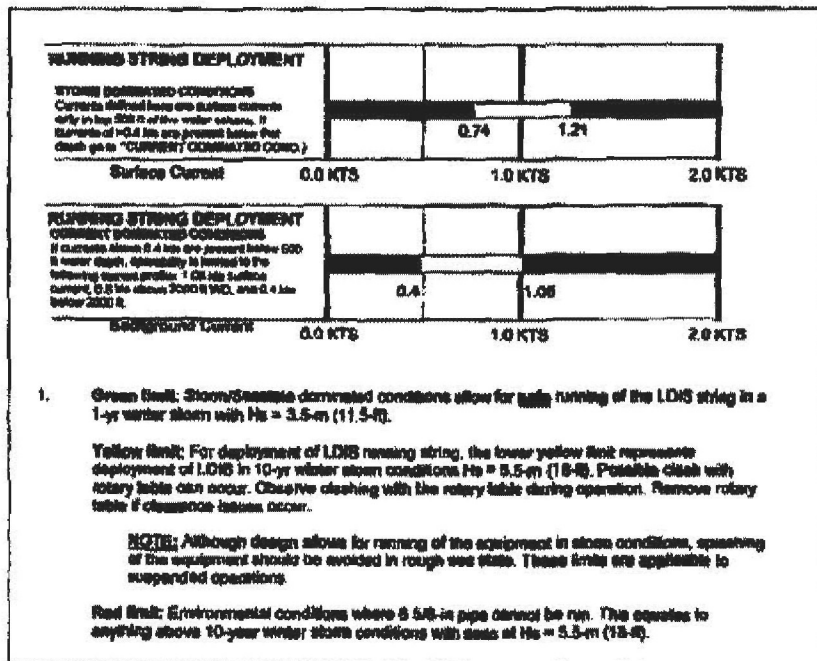 RUNNING STRING DEPLOYMENT
STORM DOMINATED CONDITIONS
Currents defined here are surface currents
only in top 500 ft of the water column. If
currents of >0.4 kts are present below that
depth go to "CURRENT DOMINATED COND.)
0.74 1.21
Surface Current 0.0 KTS 1.0 KTS 2.0 KTS
RUNNING STRING DEPLOYMENT
CURRENT DOMINATED CONDITIONS
If currents above 0.4 kts are present below 500
ft water depth, operability is limited to the
following current profile: kts surface
current, kts above ft WD, and 0.4 kts
below ft.
0.4 1.05
Background Current 0.0 KTS 1.0 KTS 2.0 KTS
1. Green limit: Storm/Seastate dominated conditions allow for safe running of the LDIS string in a
1-yr winter storm with Hs = 3.5-m (11.5-ft).
Yellow limit: For deployment of LDIS running string, the lower yellow limit represents
deployment of LDIS in 10-yr winter storm conditions Hs = 5.5-m (18-ft). Possible clash with
rotary table can occur. Observe clashing with the rotary table during operation. Remove rotary
table if clearance issues occur.
NOTE: Although design allows for running of the equipment in storm conditions, splashing
of the equipment should be avoided in rough sea state. These limits are applicable to
suspended operations.
Red limit: Environmental conditions where 6 5/8-in pipe cannot be run. This equates to
anything above 10-year winter storm conditions with seas at Hs = 5.5-m (18-ft).